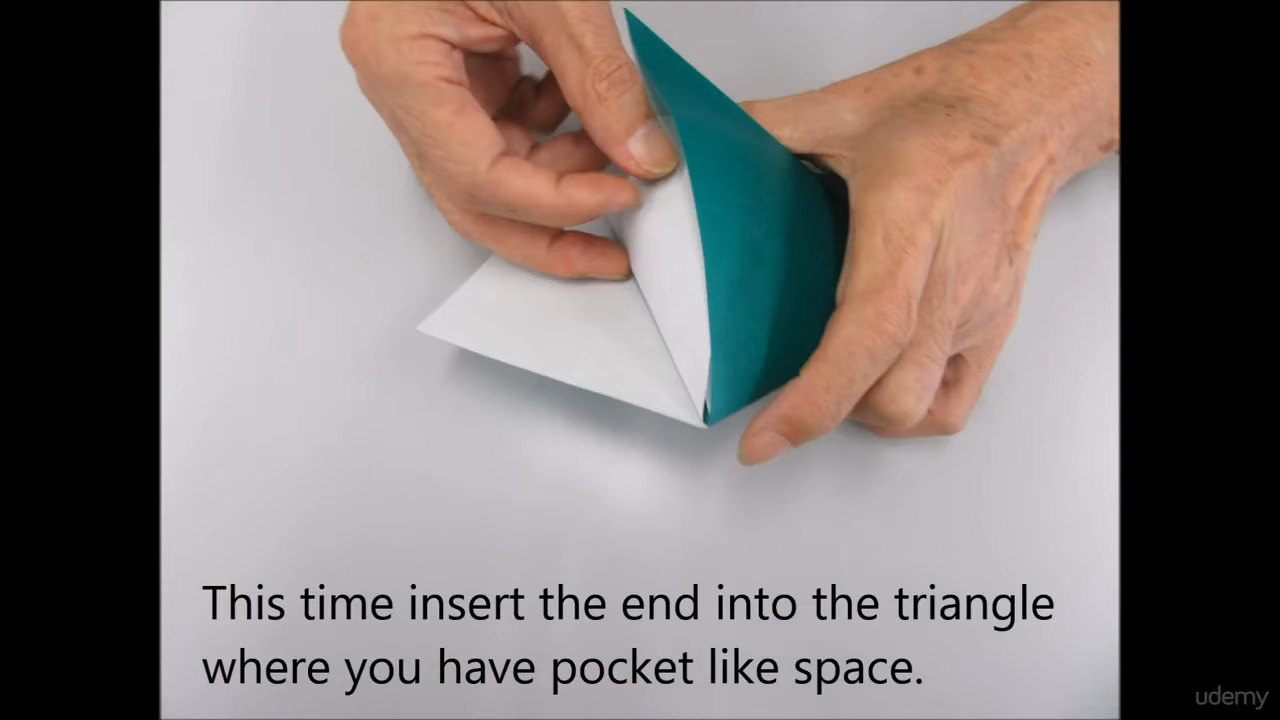 This time insert the end into the triangle
where you have pocket like space.
udemy